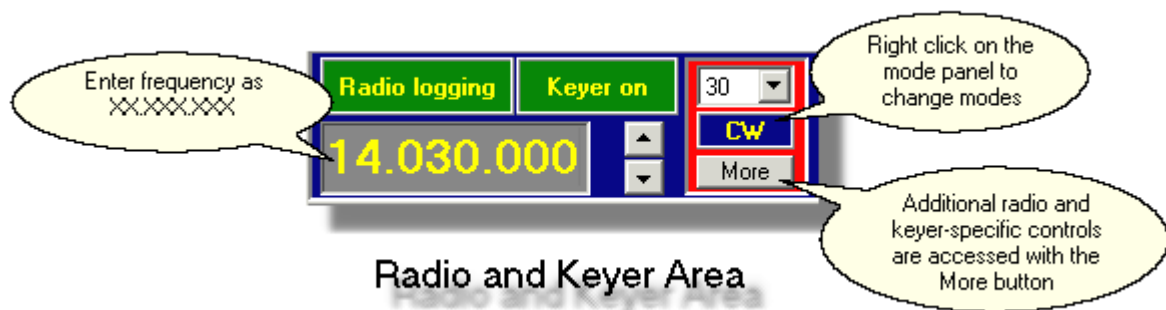 Enter frequency as
XX.XXX.XXX
Radio logging
Keyer on
30
CW
More
14.030.000
Right click on the
mode panel to
change modes
Additional radio and
keyer-specific controls
are accessed with the
More button
Radio and Keyer Area